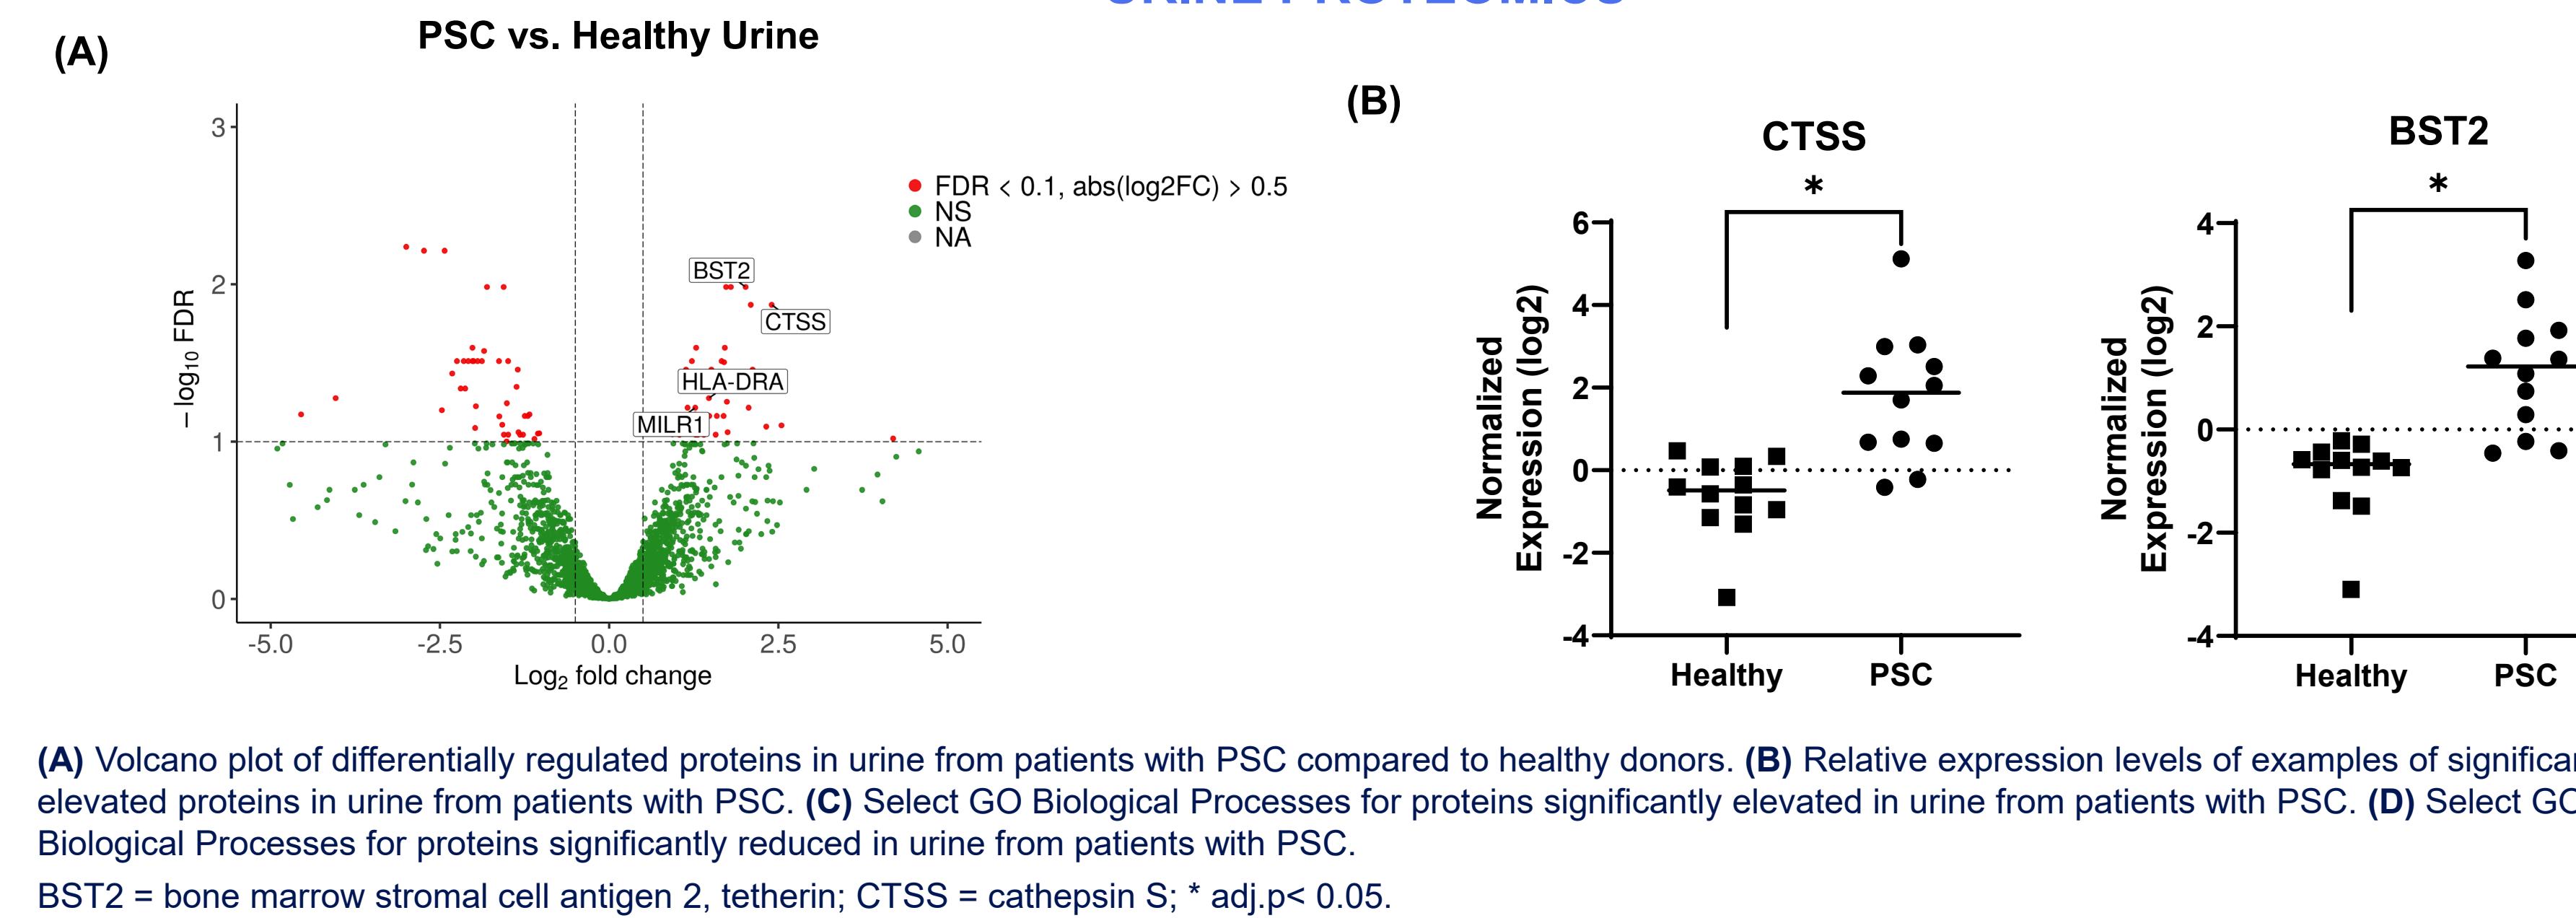 URINE PROTEOMICS
(A)
PSC vs. Healthy Urine
3
2
1
0
−log10 FDR
-5.0
-2.5
0.0
2.5
5.0
Log2 fold change
BST2
CTSS
HLA-DRA
MILR1
FDR < 0.1, abs(log2FC) > 0.5
NS
NA
(B)
CTSS
*
6
4
2
0
-2
-4
Normalized
Expression (log2)
Healthy
PSC
BST2
*
4
2
0
-2
-4
Normalized
Expression (log2)
Healthy
PSC
(A) Volcano plot of differentially regulated proteins in urine from patients with PSC compared to healthy donors. (B) Relative expression levels of examples of
elevated proteins in urine from patients with PSC. (C) Select GO Biological Processes for proteins significantly elevated in urine from patients with PSC. (D) Select
Biological Processes for proteins significantly reduced in urine from patients with PSC.
BST2 = bone marrow stromal cell antigen 2, tetherin; CTSS = cathepsin S; * adj.p< 0.05.